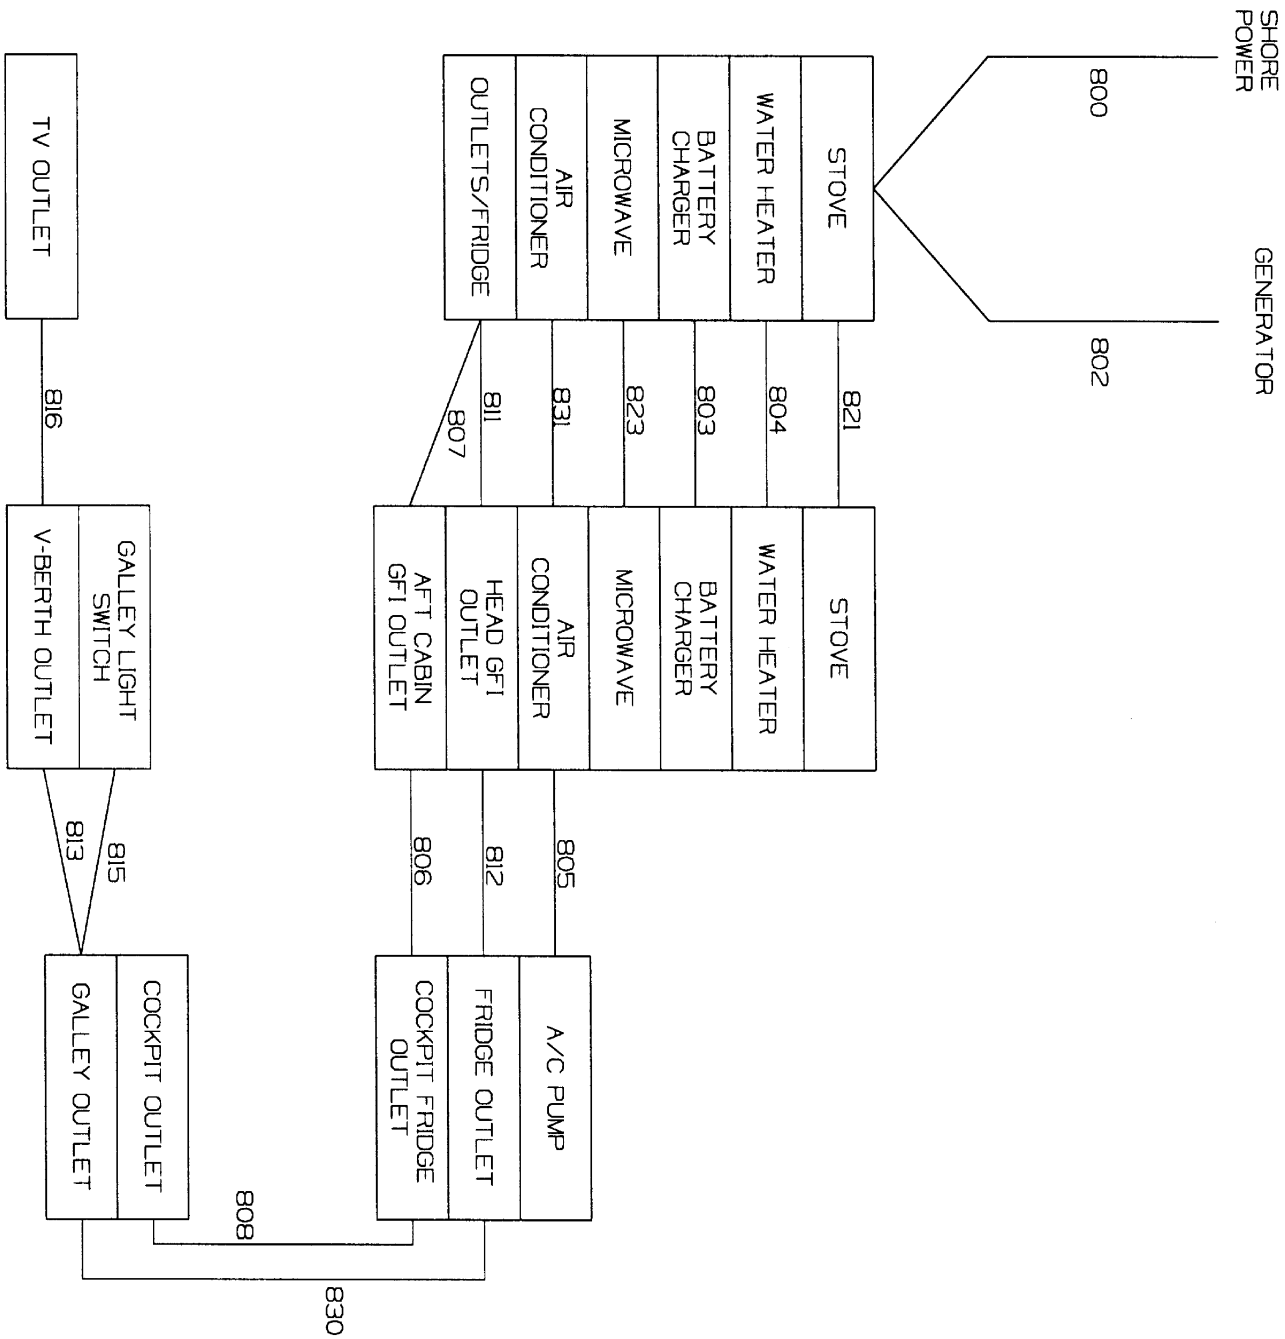 SHORE
POWER
GENERATOR
800
802
STOVE
WATER HEATER
BATTERY
CHARGER
MICROWAVE
AIR
CONDITIONER
OUTLETS/FRIDGE
821
804
803
823
831
811
807
STOVE
WATER HEATER
BATTERY
CHARGER
MICROWAVE
AIR
CONDITIONER
HEAD GFI
OUTLET
AFT CABIN
GFI OUTLET
805
812
806
A/C PUMP
FRIDGE OUTLET
COCKPIT FRIDGE
OUTLET
808
830
COCKPIT OUTLET
GALLEY OUTLET
815
813
GALLEY LIGHT
SWITCH
V-BERTH OUTLET
816
TV OUTLET